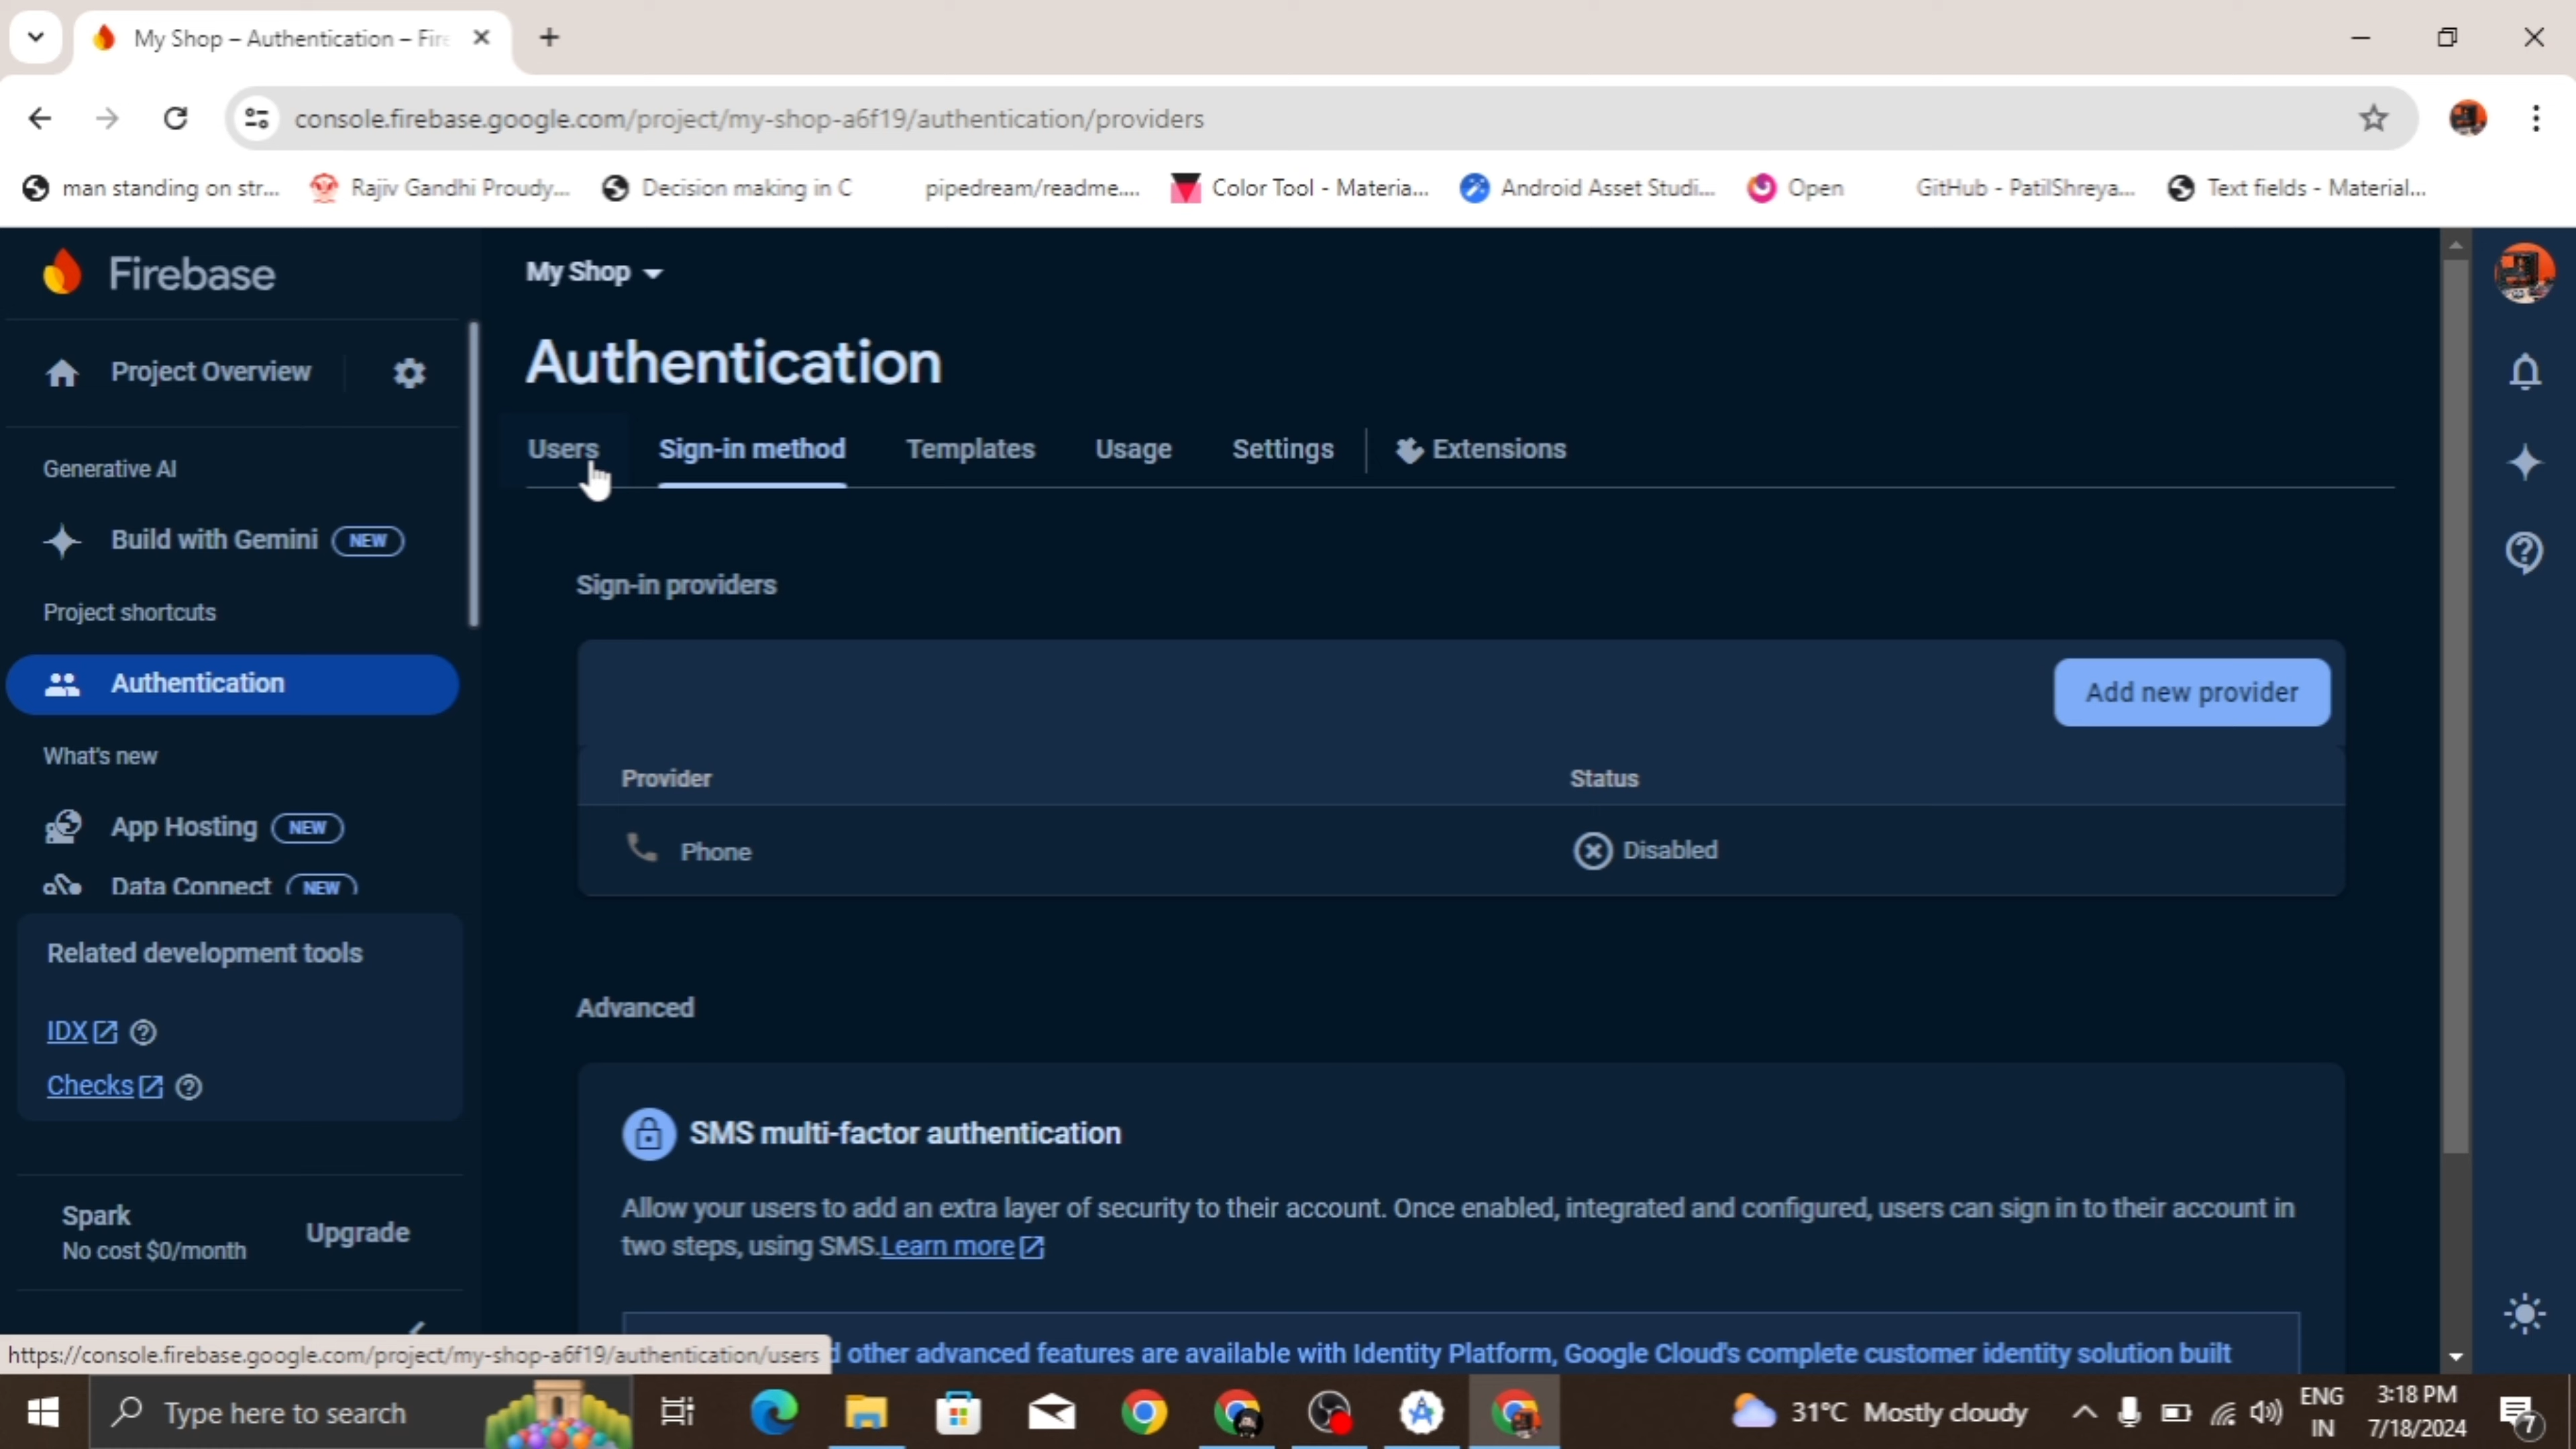 My Shop – Authentication – Fire
console.firebase.google.com/project/my-shop-a6f19/authentication/providers
man standing on str...
Rajiv Gandhi Proudy...
Decision making in C
pipedream/readme....
Color Tool - Materia...
Android Asset Studi...
Open
GitHub - PatilShreya...
Text fields - Material...
Firebase
My Shop
Project Overview
Authentication
Users
Sign-in method
Templates
Usage
Settings
Extensions
Generative AI
Build with Gemini NEW
Project shortcuts
Authentication
What's new
App Hosting NEW
Data Connect NEW
Related development tools
IDX
Checks
Spark
No cost $0/month
Upgrade
Sign-in providers
Add new provider
Provider
Status
Phone
Disabled
Advanced
SMS multi-factor authentication
Allow your users to add an extra layer of security to their account. Once enabled, integrated and configured, users can sign in to their account in
two steps, using SMS.Learn more
d other advanced features are available with Identity Platform, Google Cloud's complete customer identity solution built
https://console.firebase.google.com/project/my-shop-a6f19/authentication/users
Type here to search
31°C Mostly cloudy
ENG
IN
3:18 PM
7/18/2024
7